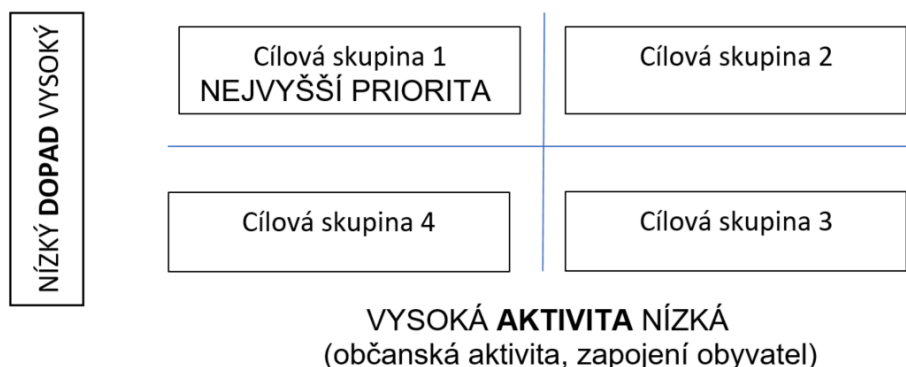 NÍZKÝ DOPAD VYSOKÝ
Cílová skupina 1
NEJVYŠŠÍ PRIORITA
Cílová skupina 2
Cílová skupina 4
Cílová skupina 3
VYSOKÁ AKTIVITA NÍZKÁ
(občanská aktivita, zapojení obyvatel)